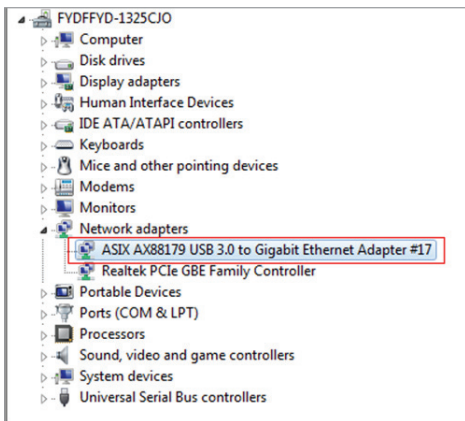 FYDFFYD-1325CJO
Computer
Disk drives
Display adapters
Human Interface Devices
IDE ATA/ATAPI controllers
Keyboards
Mice and other pointing devices
Modems
Monitors
Network adapters
ASIX AX88179 USB 3.0 to Gigabit Ethernet Adapter #17
Realtek PCIe GBE Family Controller
Portable Devices
Ports (COM & LPT)
Processors
Sound, video and game controllers
System devices
Universal Serial Bus controllers